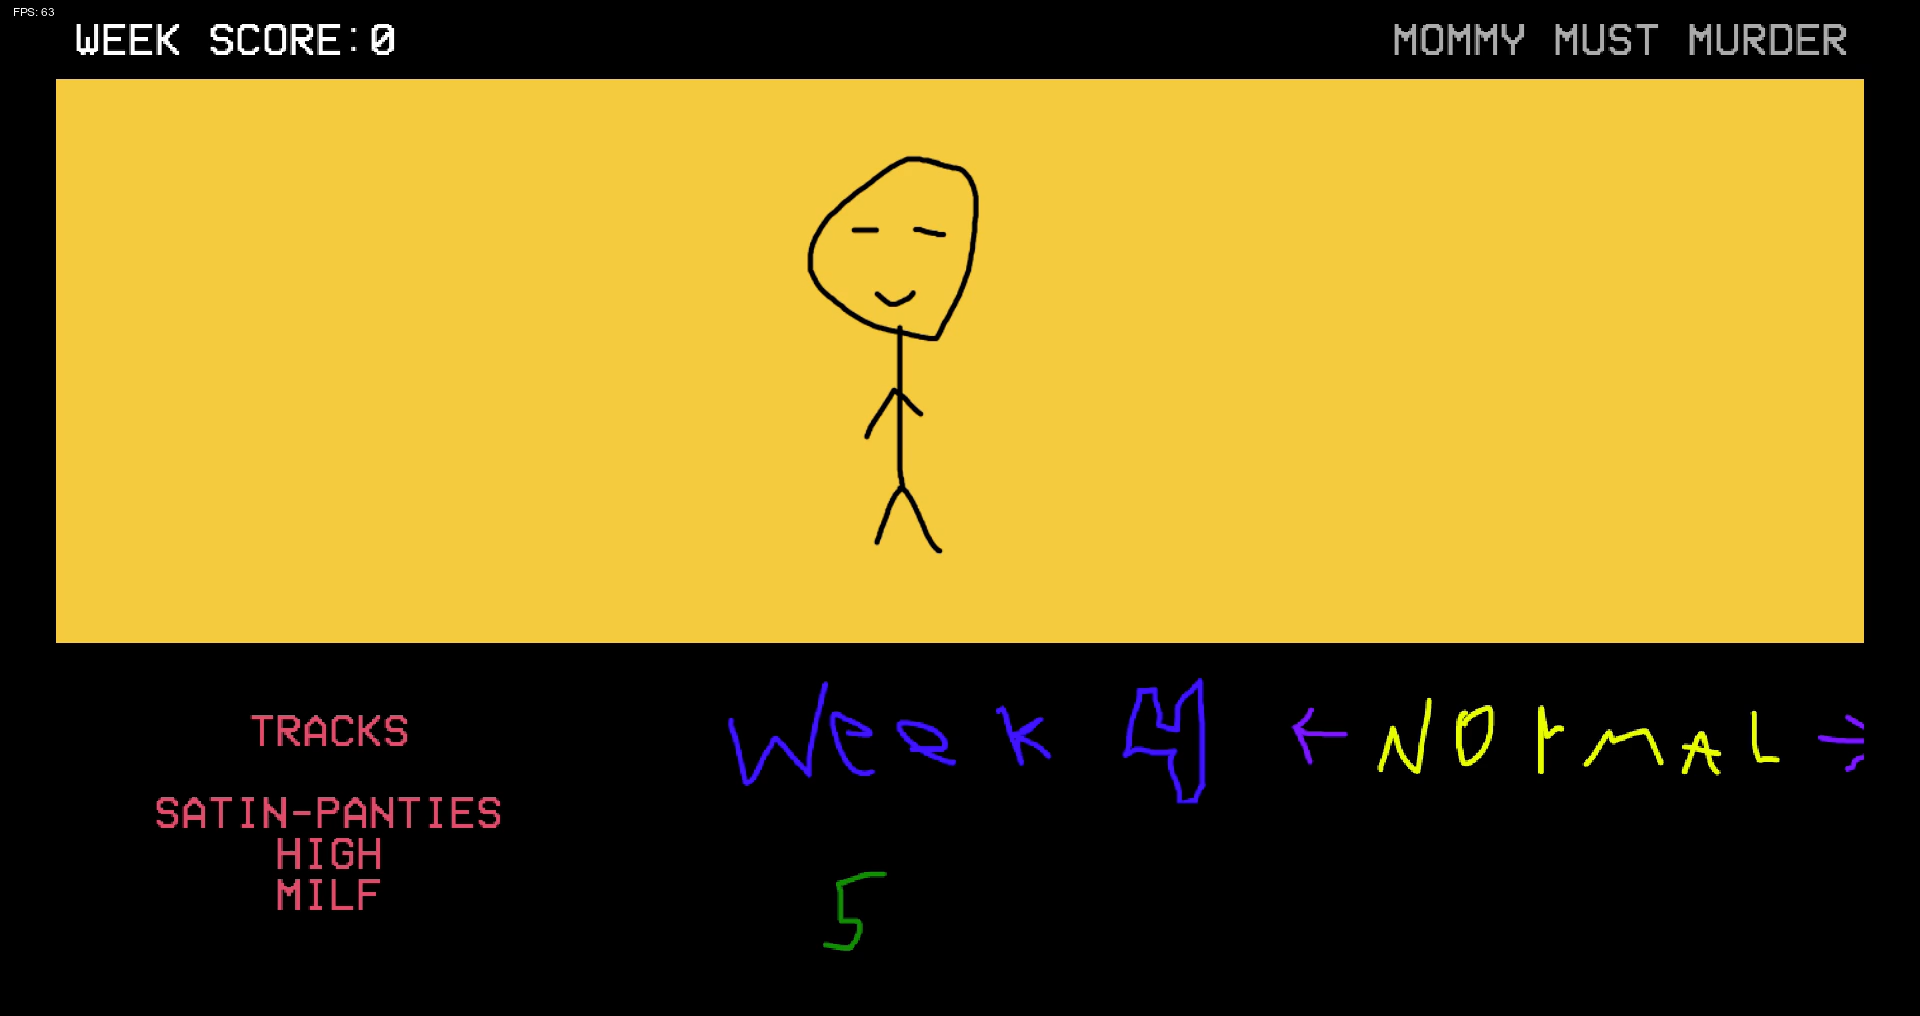 FPS: 63
WEEK SCORE:0
MOMMY MUST MURDER
TRACKS
SATIN-PANTIES
HIGH
MILF
Week 4
← NOrmAL
5